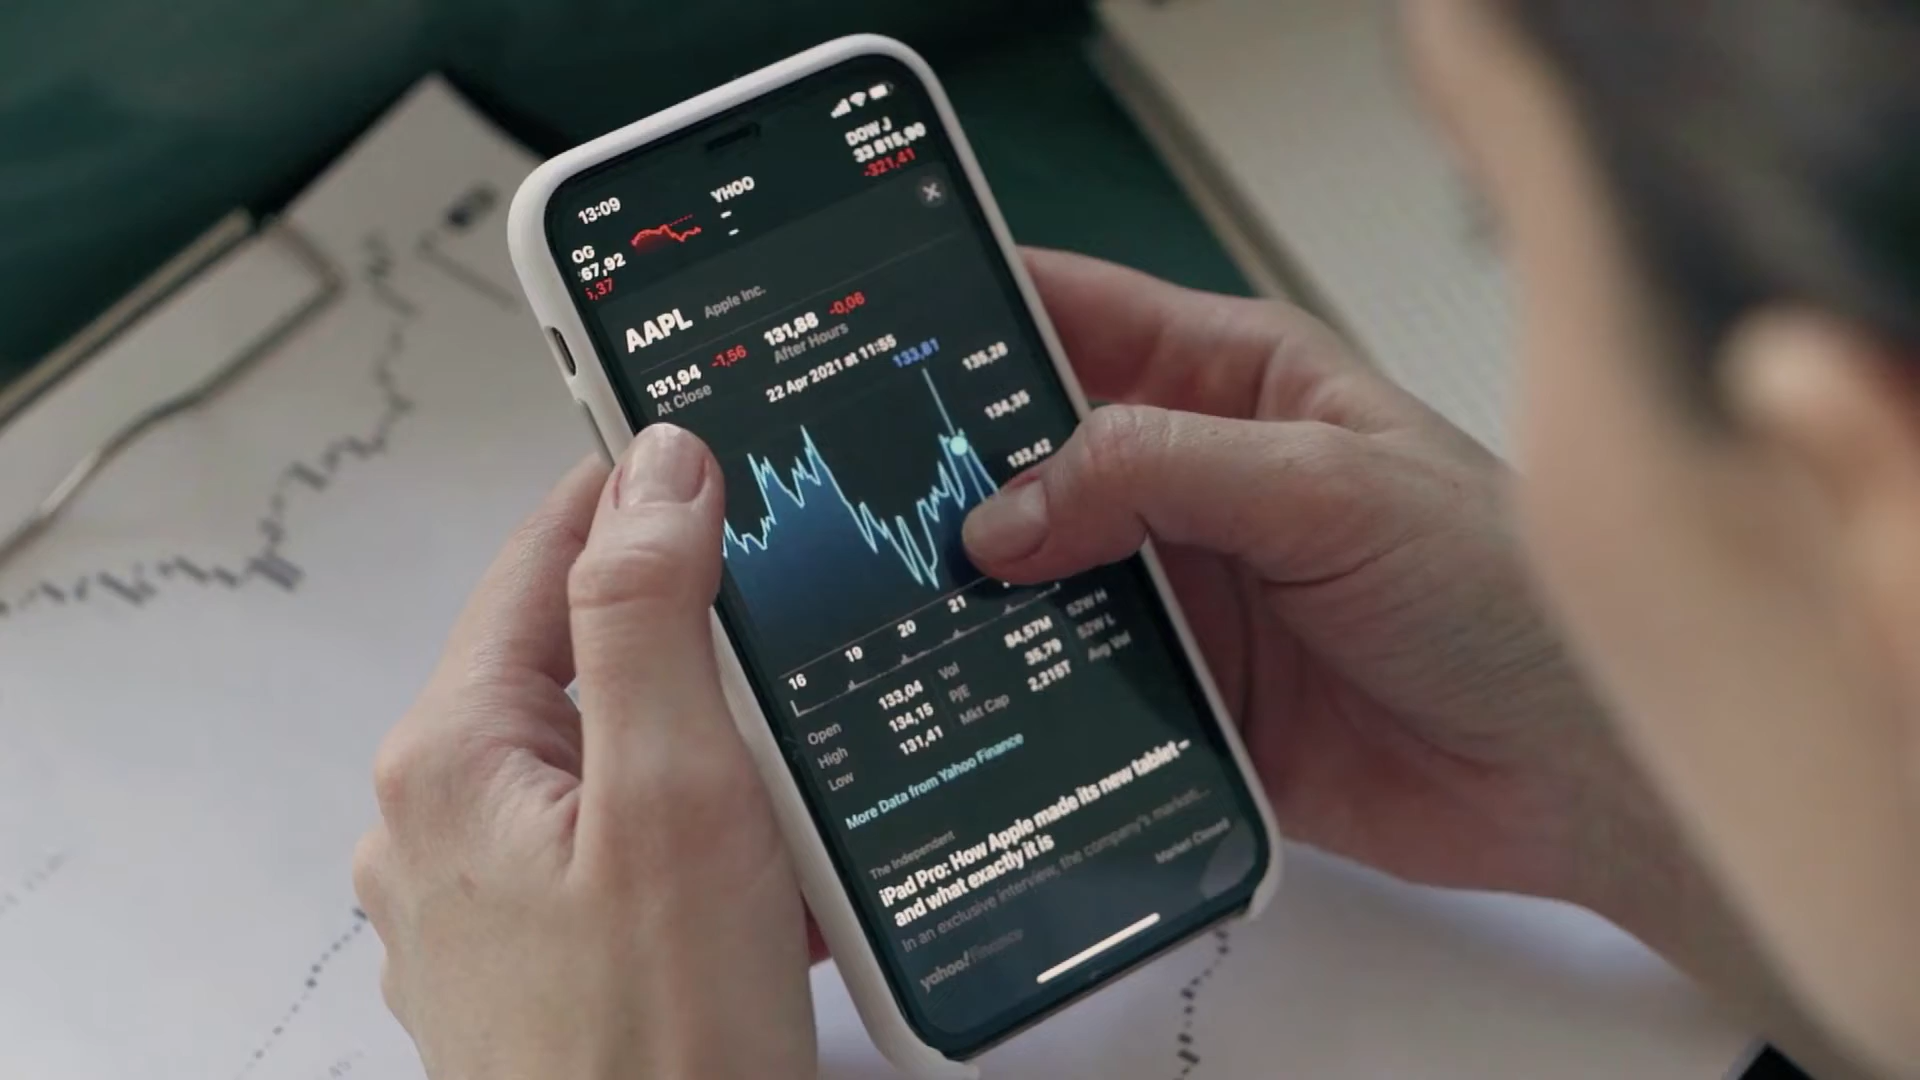 13:09
OG
67,92
5,37
YHOO
-
-
DOW J
33 815,90
-321,41
AAPL Apple Inc.
131,94 -1,56
At Close
131,88 -0,06
After Hours
22 Apr 2021 at 11:55 133,81
135,28
134,35
133,42
16 19 20 21
Open 133,04
High 134,15
Low 131,41
Vol 84,57M
P/E 35,79
Mkt Cap 2,215T
52W H
52W L
Avg Vol
More Data from Yahoo Finance
The Independent
iPad Pro: How Apple made its new tablet –
and what exactly it is
In an exclusive interview, the company's marketi...
yahoo!finance
Market Closed